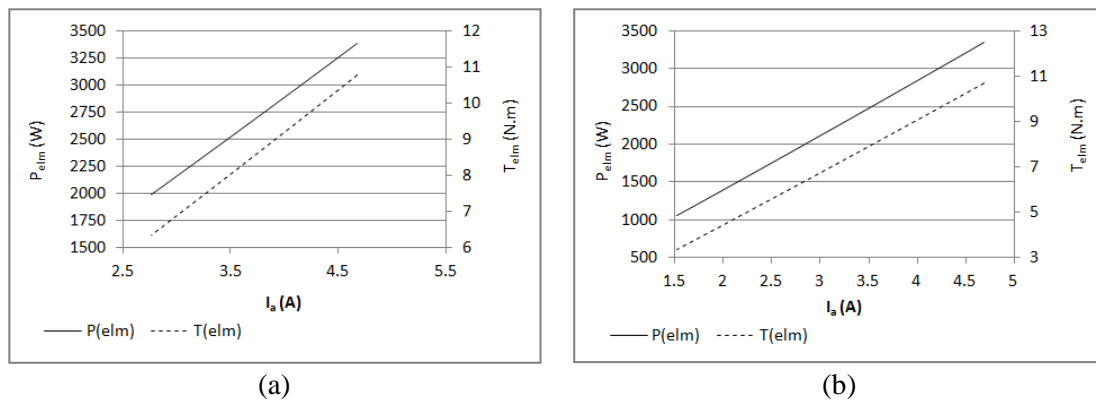 3500
3250
3000
2750
2500
2250
2000
1750
1500
P_elm (W)
12
11
10
9
8
7
6
T_elm (N.m)
2.5 3.5 4.5 5.5
I_a (A)
P(elm) T(elm)
(a)
3500
3000
2500
2000
1500
1000
500
P_elm (W)
13
11
9
7
5
3
T_elm (N.m)
1.5 2 2.5 3 3.5 4 4.5 5
I_a (A)
P(elm) T(elm)
(b)